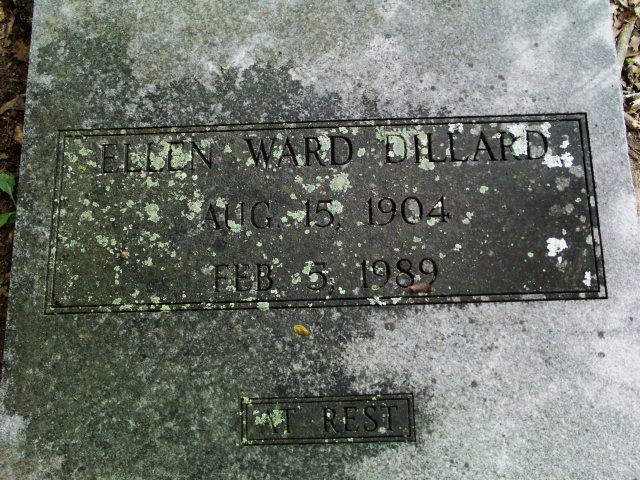 ELLEN WARD DILLARD
AUG. 15, 1904
FEB 5, 1989
AT REST